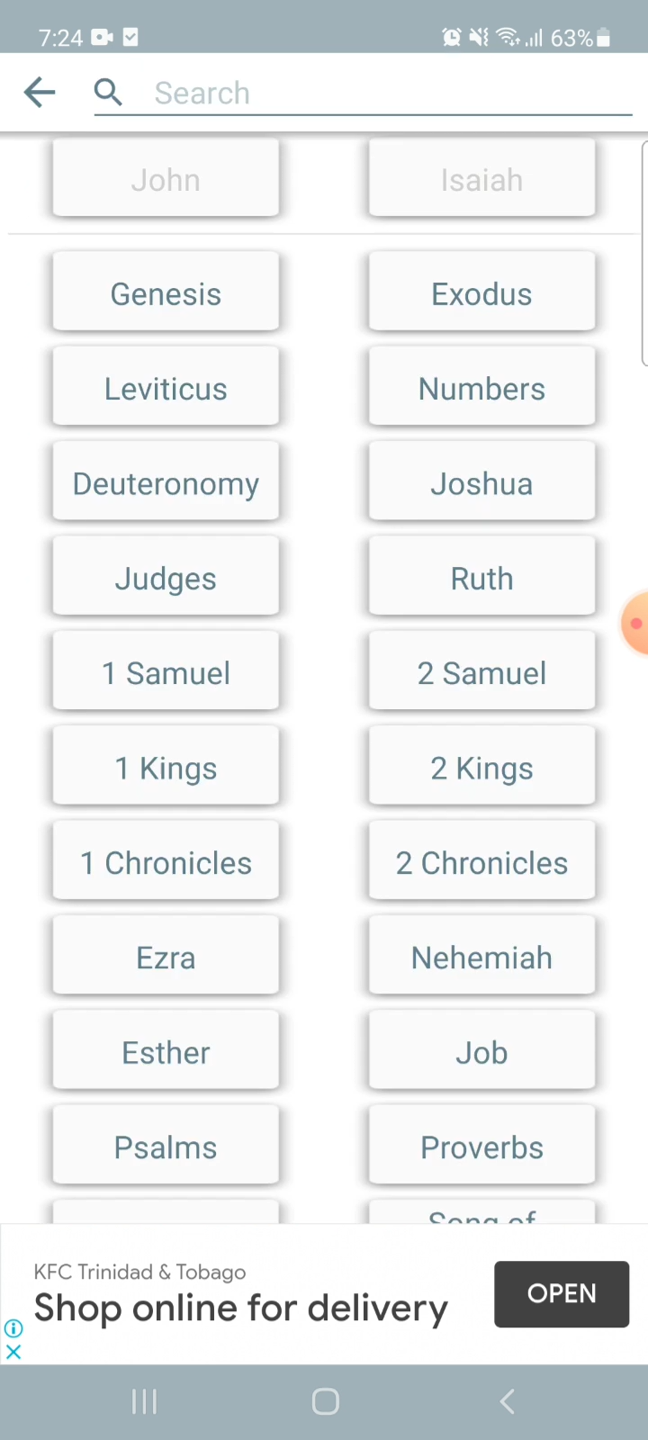 7:24 63%
Search
John Isaiah
Genesis Exodus
Leviticus Numbers
Deuteronomy Joshua
Judges Ruth
1 Samuel 2 Samuel
1 Kings 2 Kings
1 Chronicles 2 Chronicles
Ezra Nehemiah
Esther Job
Psalms Proverbs
Song of
KFC Trinidad & Tobago
Shop online for delivery
OPEN